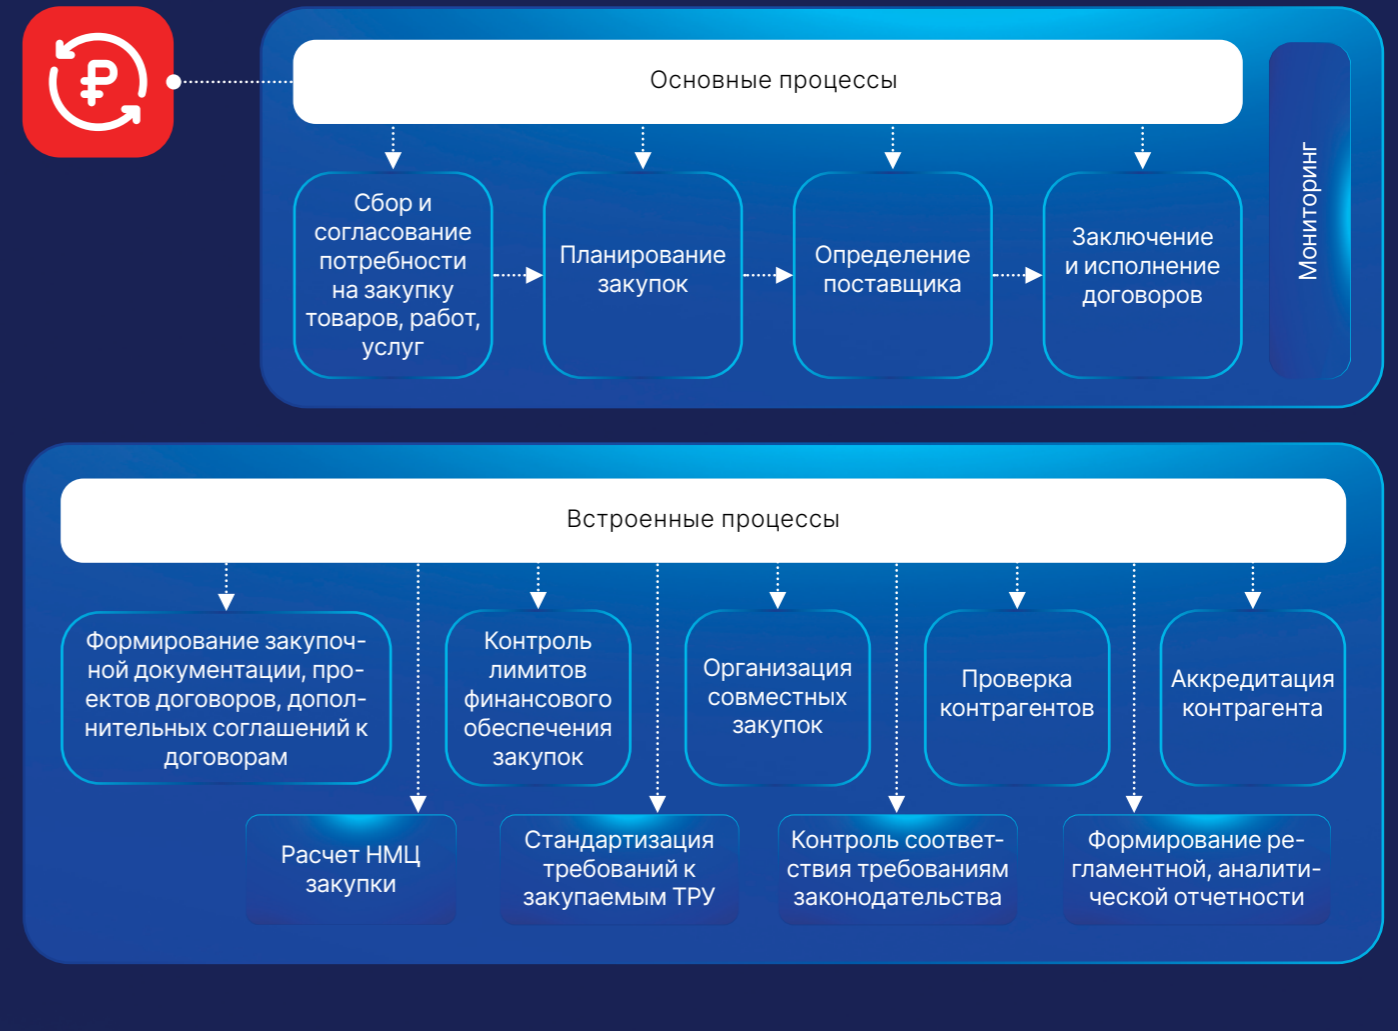 Основные процессы
Сбор и
согласование
потребности
на закупку
товаров, работ,
услуг
Планирование
закупок
Определение
поставщика
Заключение
и исполнение
договоров
Мониторинг
Встроенные процессы
Формирование закупоч-
ной документации, про-
ектов договоров, допол-
нительных соглашений к
договорам
Контроль
лимитов
финансового
обеспечения
закупок
Организация
совместных
закупок
Проверка
контрагентов
Аккредитация
контрагента
Расчет НМЦ
закупки
Стандартизация
требований к
закупаемым ТРУ
Контроль соответ-
ствия требованиям
законодательства
Формирование ре-
гламентной, аналити-
ческой отчетности